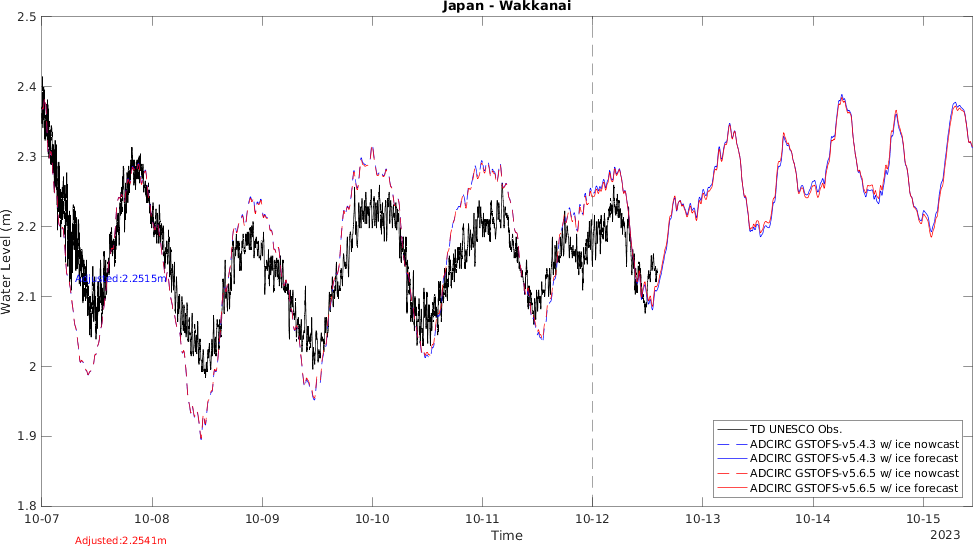 Japan - Wakkanai
2.5
2.4
2.3
2.2
2.1
2
1.9
1.8
Water Level (m)
Adjusted:2.2515m
TD UNESCO Obs.
ADCIRC GSTOFS-v5.4.3 w/ ice nowcast
ADCIRC GSTOFS-v5.4.3 w/ ice forecast
ADCIRC GSTOFS-v5.6.5 w/ ice nowcast
ADCIRC GSTOFS-v5.6.5 w/ ice forecast
10-07 10-08 10-09 10-10 10-11 10-12 10-13 10-14 10-15
Time
2023
Adjusted:2.2541m